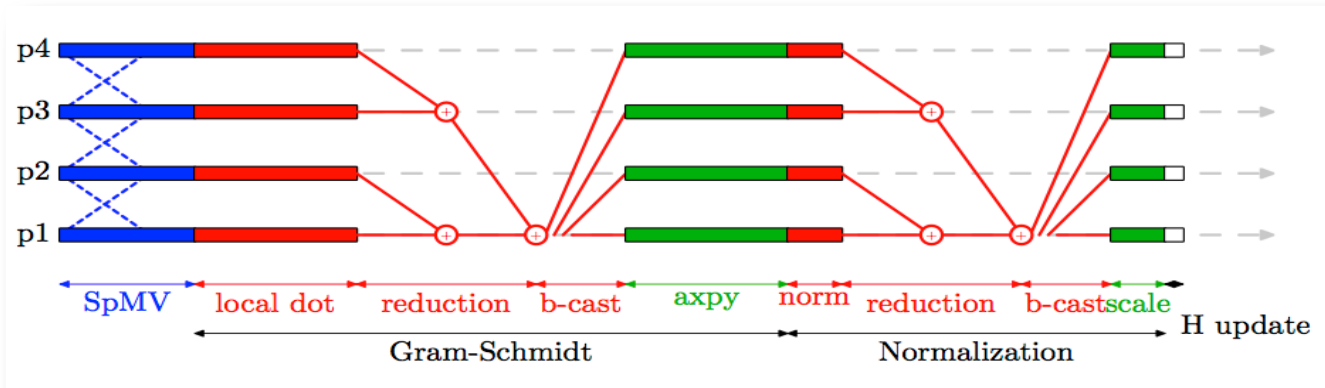 p4
p3
p2
p1
+
+
+
+
+
+
SpMV local dot reduction b-cast axpy norm reduction b-cast scale
H update
Gram-Schmidt Normalization